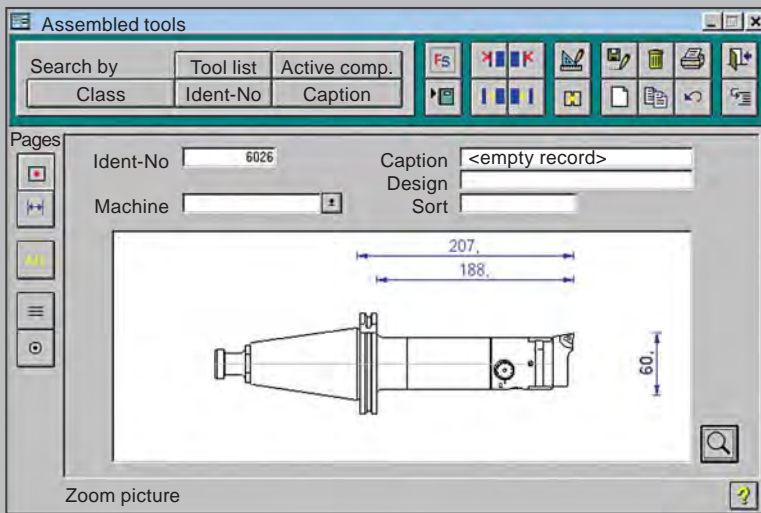 Assembled tools
Search by
Tool list
Active comp.
Class
Ident-No
Caption
FS
Pages
Ident-No
6026
Caption
<empty record>
Design
Machine
Sort
207.
188.
60.
Zoom picture
?